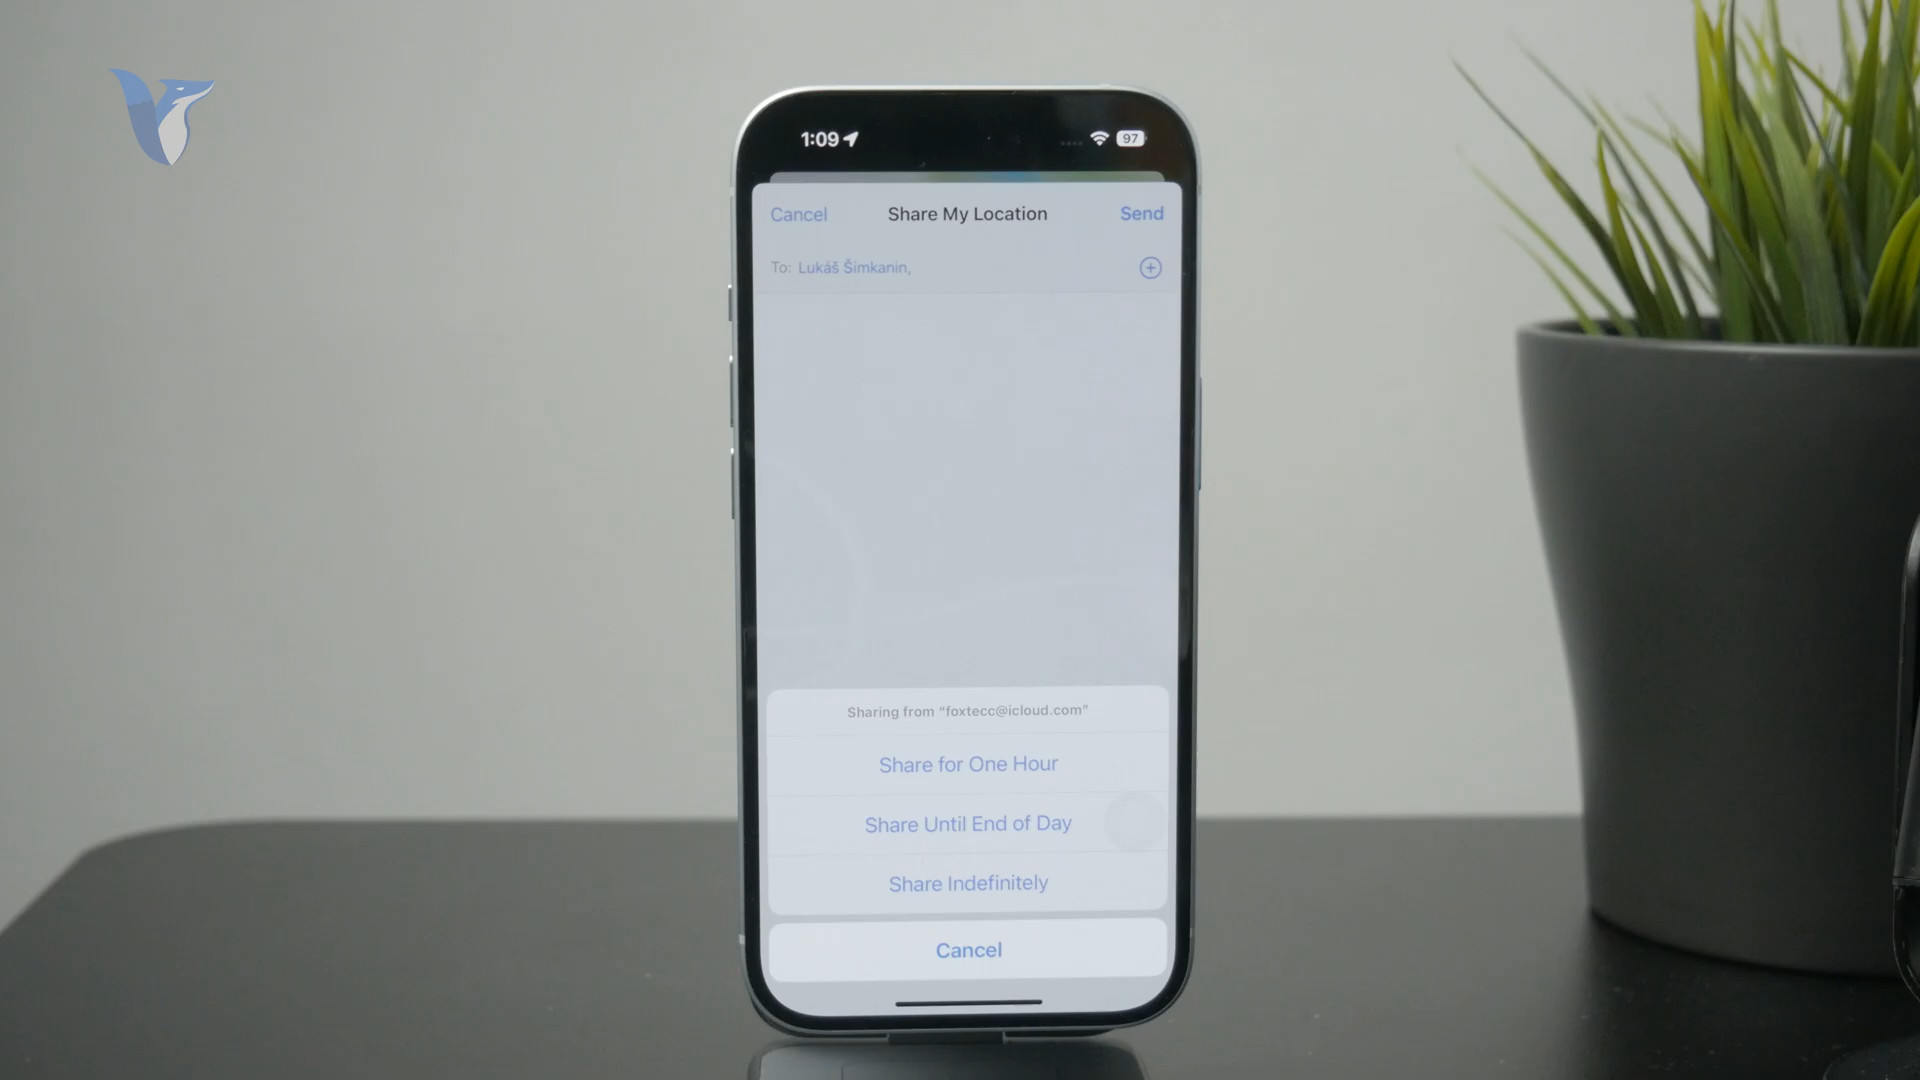 1:09
97
Cancel Share My Location Send
To: Lukáš Šimkanin,
Sharing from “foxtecc@icloud.com”
Share for One Hour
Share Until End of Day
Share Indefinitely
Cancel